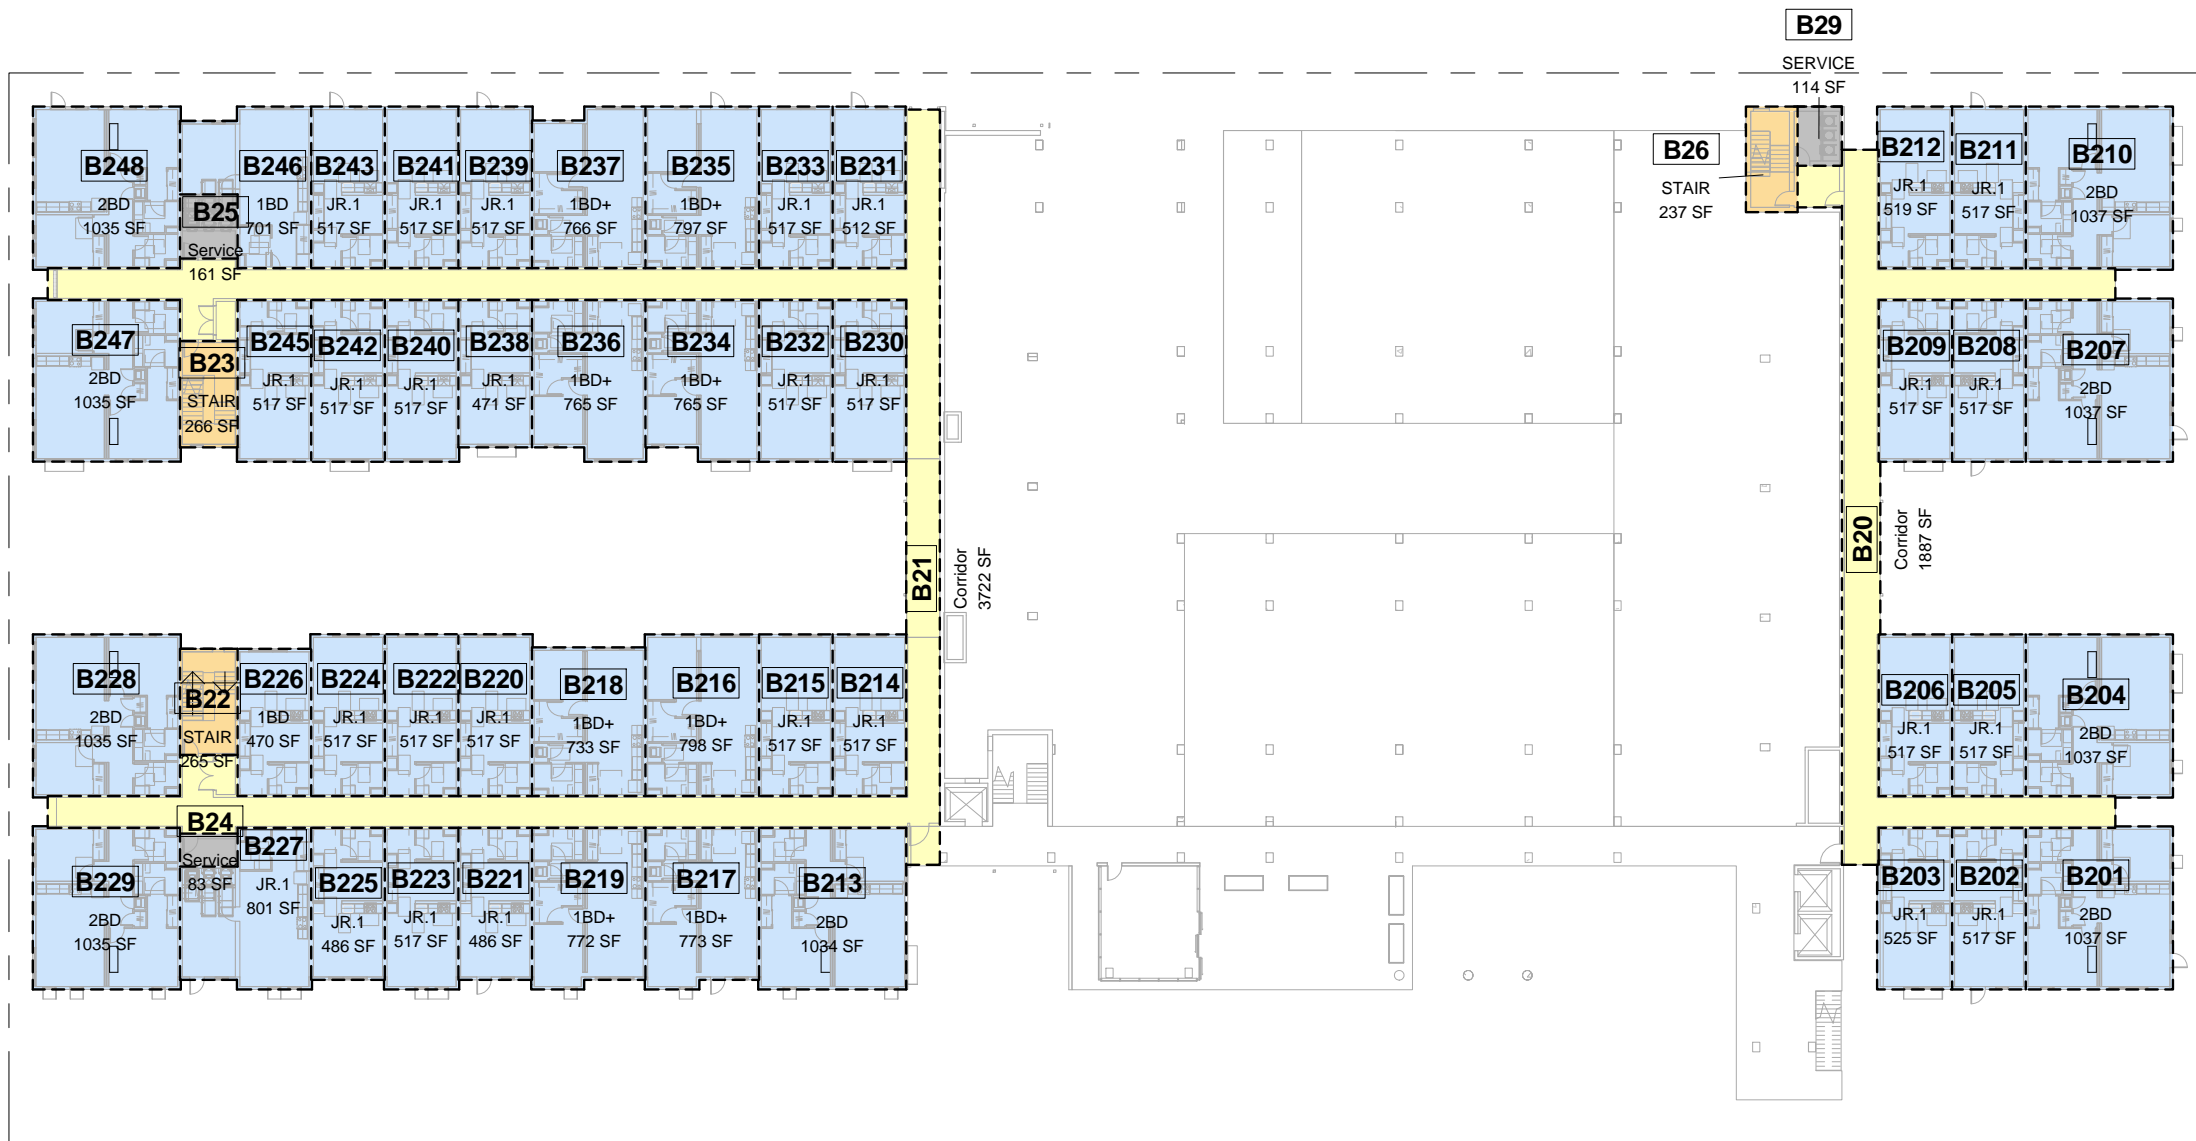 B29
SERVICE
114 SF
B26
STAIR
237 SF
B248
2BD
1035 SF
B25
Service
161 SF
B246
1BD
701 SF
B243
JR.1
517 SF
B241
JR.1
517 SF
B239
JR.1
517 SF
B237
1BD+
766 SF
B235
1BD+
797 SF
B233
JR.1
517 SF
B231
JR.1
512 SF
B212
JR.1
519 SF
B211
JR.1
517 SF
B210
2BD
1037 SF
B247
2BD
1035 SF
B23
STAIR
266 SF
B245
JR.1
517 SF
B242
JR.1
517 SF
B240
JR.1
517 SF
B238
JR.1
471 SF
B236
1BD+
765 SF
B234
1BD+
765 SF
B232
JR.1
517 SF
B230
JR.1
517 SF
B209
JR.1
517 SF
B208
JR.1
517 SF
B207
2BD
1037 SF
B21
Corridor
3722 SF
B20
Corridor
1887 SF
B228
2BD
1035 SF
B22
STAIR
265 SF
B226
1BD
470 SF
B224
JR.1
517 SF
B222
JR.1
517 SF
B220
JR.1
517 SF
B218
1BD+
733 SF
B216
1BD+
798 SF
B215
JR.1
517 SF
B214
JR.1
517 SF
B206
JR.1
517 SF
B205
JR.1
517 SF
B204
2BD
1037 SF
B229
2BD
1035 SF
B24
Service
83 SF
B227
JR.1
801 SF
B225
JR.1
486 SF
B223
JR.1
517 SF
B221
JR.1
486 SF
B219
1BD+
772 SF
B217
1BD+
773 SF
B213
2BD
1034 SF
B203
JR.1
525 SF
B202
JR.1
517 SF
B201
2BD
1037 SF